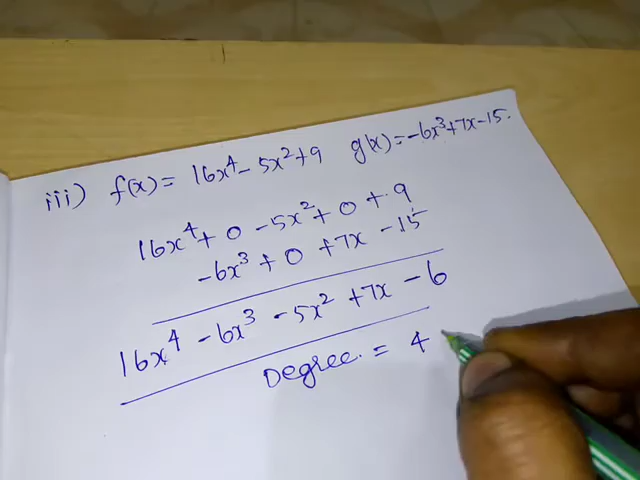 iii) f(x) = 16x⁴ - 5x² + 9 g(x) = -6x³ + 7x - 15.
16x⁴ + 0 - 5x² + 0 + 9
-6x³ + 0 + 7x - 15
16x⁴ - 6x³ - 5x² + 7x - 6
Degree = 4